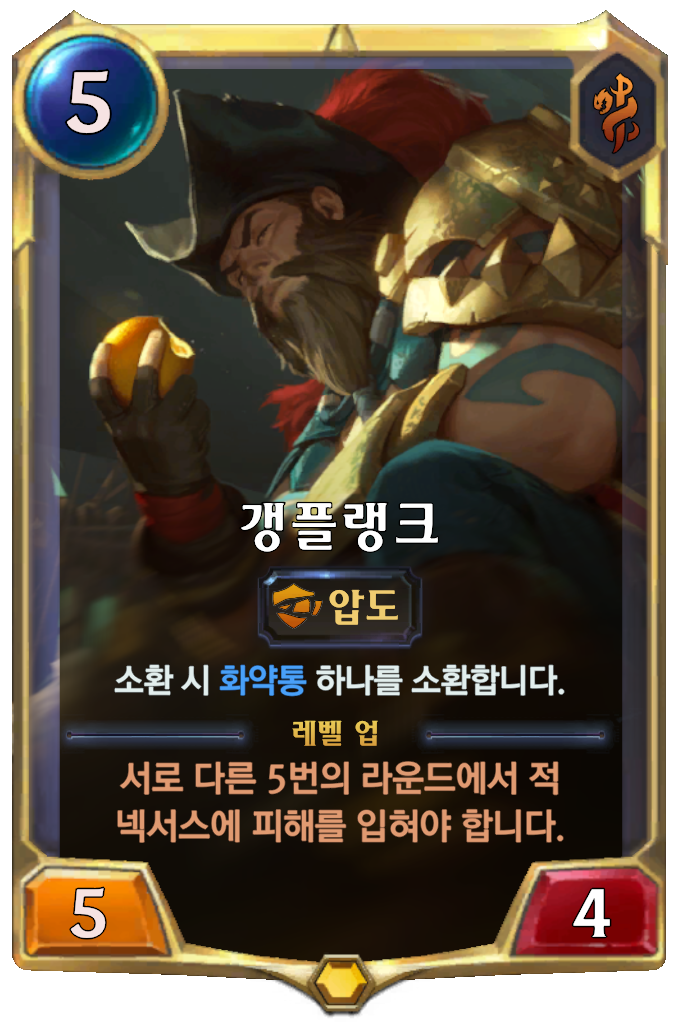 5
갱플랭크
압도
소환 시 화약통 하나를 소환합니다.
레벨 업
서로 다른 5번의 라운드에서 적
넥서스에 피해를 입혀야 합니다.
5
4